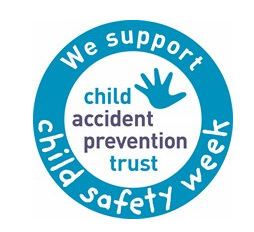 We support
child
accident
prevention
trust
child safety week